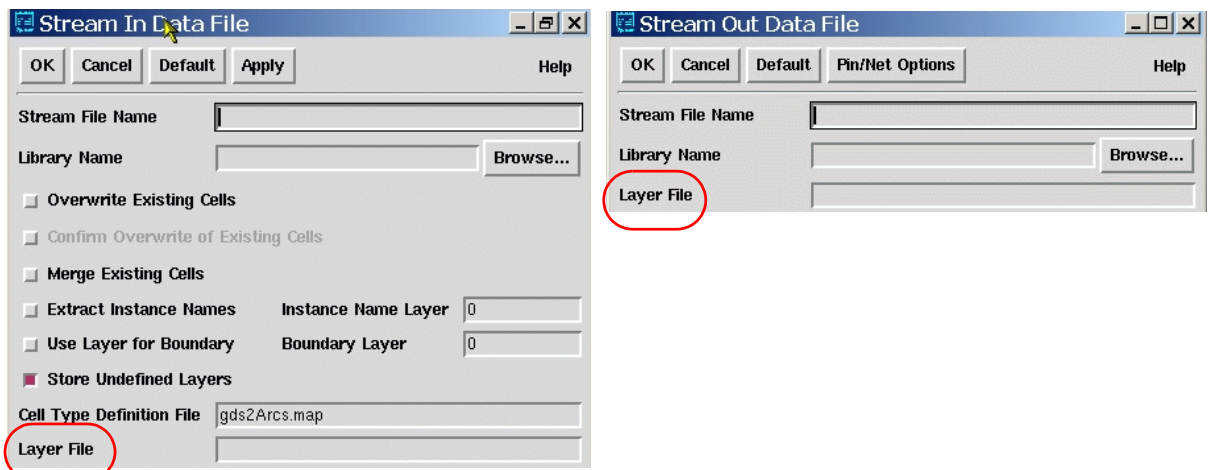 Stream In Data File
OK Cancel Default Apply Help
Stream File Name
Library Name Browse...
Overwrite Existing Cells
Confirm Overwrite of Existing Cells
Merge Existing Cells
Extract Instance Names Instance Name Layer 0
Use Layer for Boundary Boundary Layer 0
Store Undefined Layers
Cell Type Definition File gds2Arcs.map
Layer File
Stream Out Data File
OK Cancel Default Pin/Net Options Help
Stream File Name
Library Name Browse...
Layer File